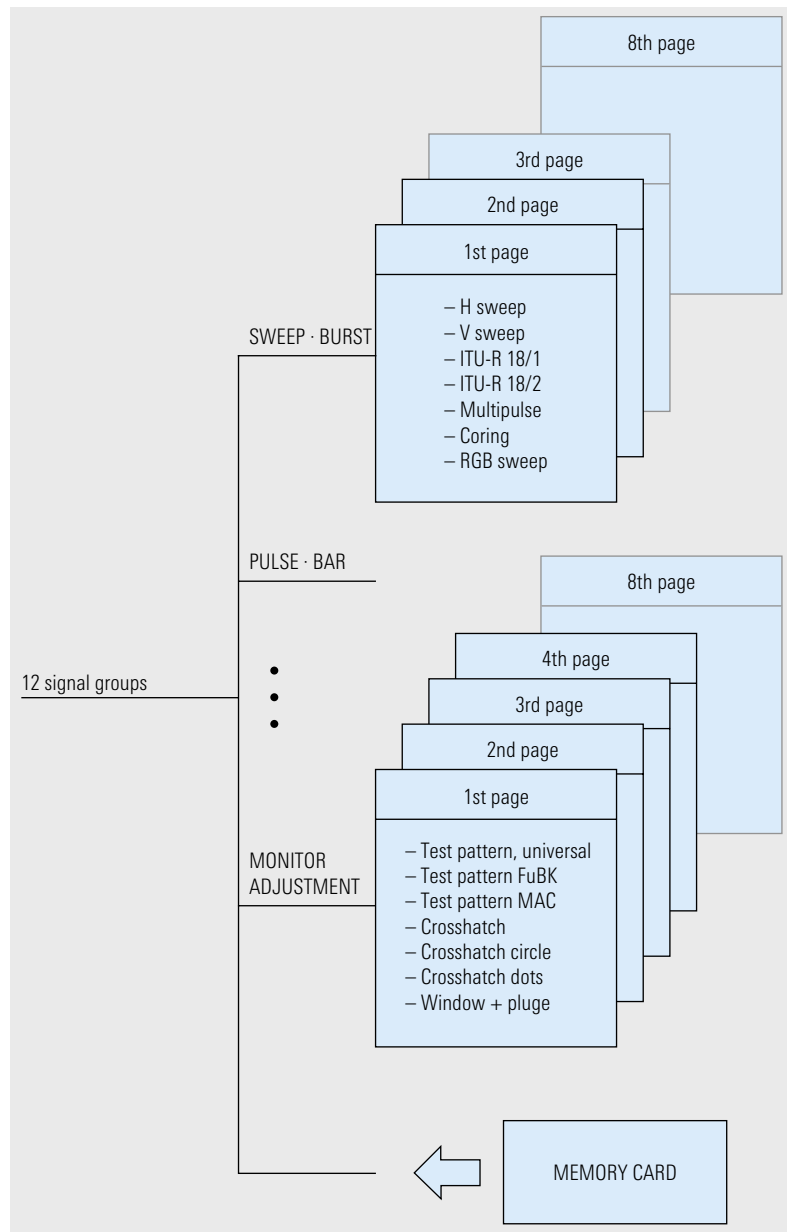 8th page
3rd page
2nd page
1st page
– H sweep
– V sweep
– ITU-R 18/1
– ITU-R 18/2
– Multipulse
– Coring
– RGB sweep
SWEEP · BURST
PULSE · BAR
8th page
4th page
3rd page
2nd page
1st page
– Test pattern, universal
– Test pattern FuBK
– Test pattern MAC
– Crosshatch
– Crosshatch circle
– Crosshatch dots
– Window + pluge
12 signal groups
MONITOR
ADJUSTMENT
MEMORY CARD